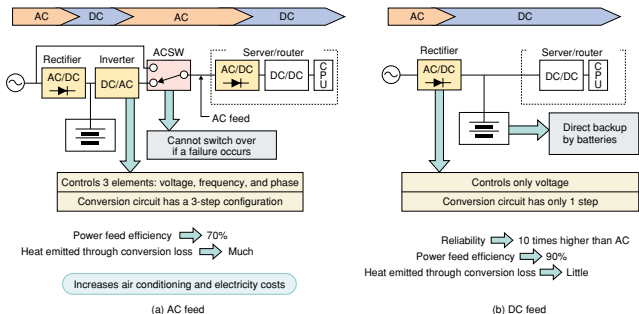 AC
DC
AC
DC
Rectifier
Inverter
ACSW
Server/router
AC/DC
DC/AC
AC/DC
DC/DC
CPU
AC feed
Cannot switch over
if a failure occurs
Controls 3 elements: voltage, frequency, and phase
Conversion circuit has a 3-step configuration
Power feed efficiency
70%
Heat emitted through conversion loss
Much
Increases air conditioning and electricity costs
(a) AC feed
AC
DC
Rectifier
Server/router
AC/DC
DC/DC
CPU
Direct backup
by batteries
Controls only voltage
Conversion circuit has only 1 step
Reliability
10 times higher than AC
Power feed efficiency
90%
Heat emitted through conversion loss
Little
(b) DC feed